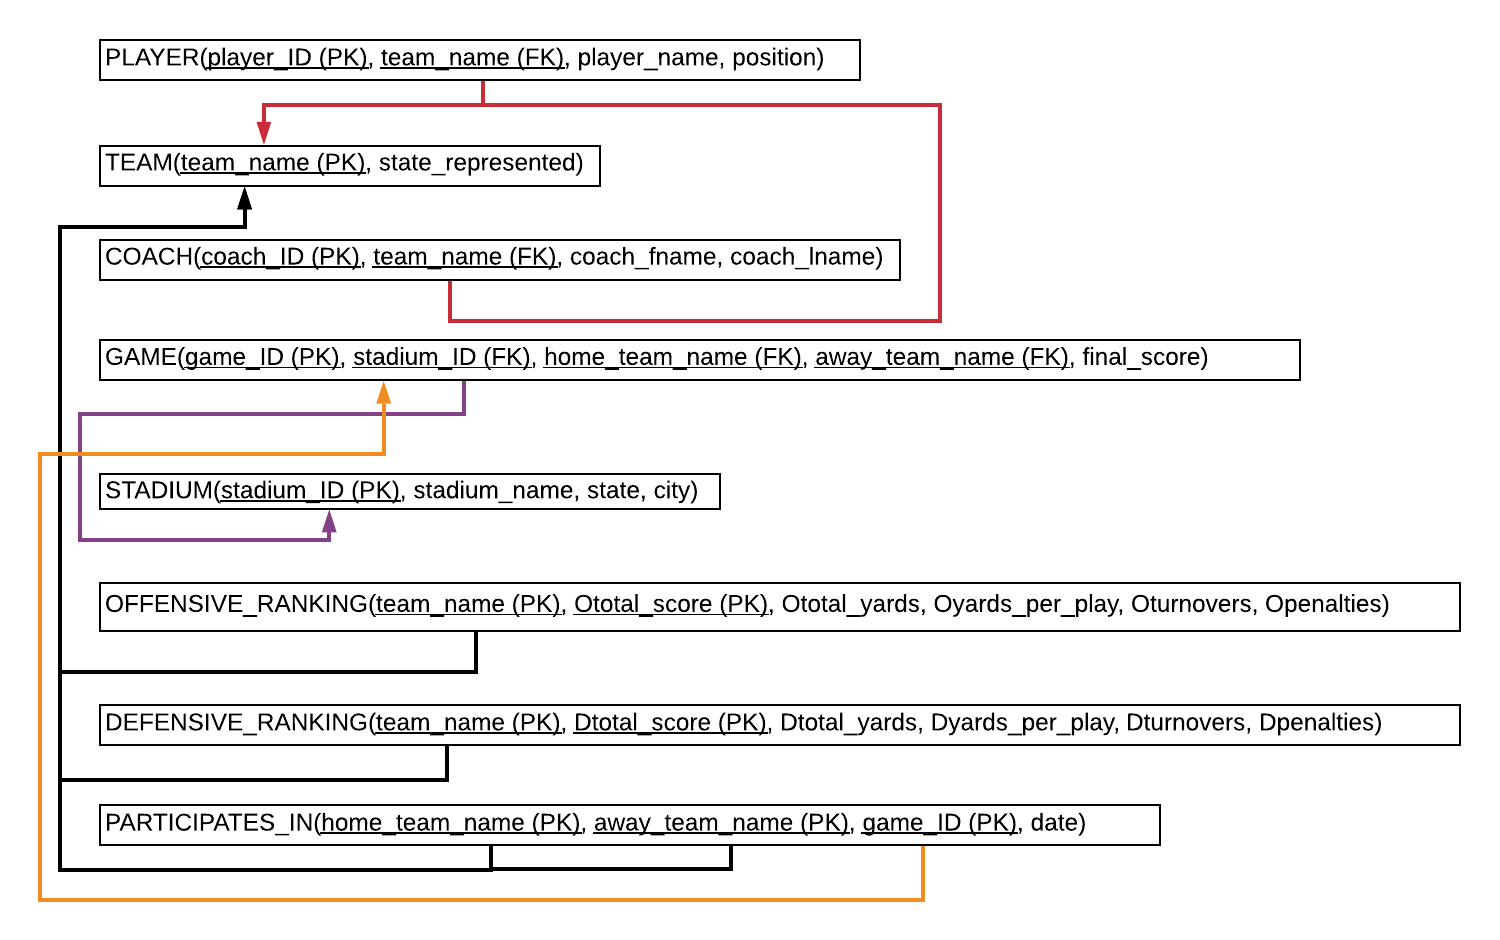 PLAYER(player_ID (PK), team_name (FK), player_name, position)
TEAM(team_name (PK), state_represented)
COACH(coach_ID (PK), team_name (FK), coach_fname, coach_lname)
GAME(game_ID (PK), stadium_ID (FK), home_team_name (FK), away_team_name (FK), final_score)
STADIUM(stadium_ID (PK), stadium_name, state, city)
OFFENSIVE_RANKING(team_name (PK), Ototal_score (PK), Ototal_yards, Oyards_per_play, Oturnovers, Openalties)
DEFENSIVE_RANKING(team_name (PK), Dtotal_score (PK), Dtotal_yards, Dyards_per_play, Dturnovers, Dpenalties)
PARTICIPATES_IN(home_team_name (PK), away_team_name (PK), game_ID (PK), date)